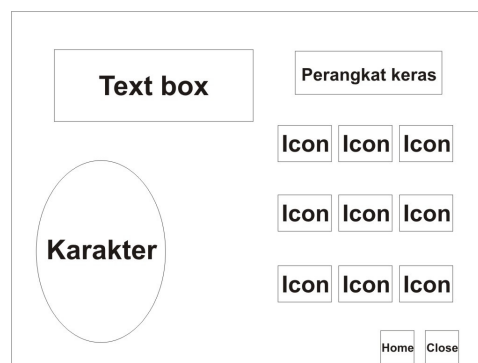 Text box
Perangkat keras
Icon Icon Icon
Karakter
Icon Icon Icon
Icon Icon Icon
Home Close